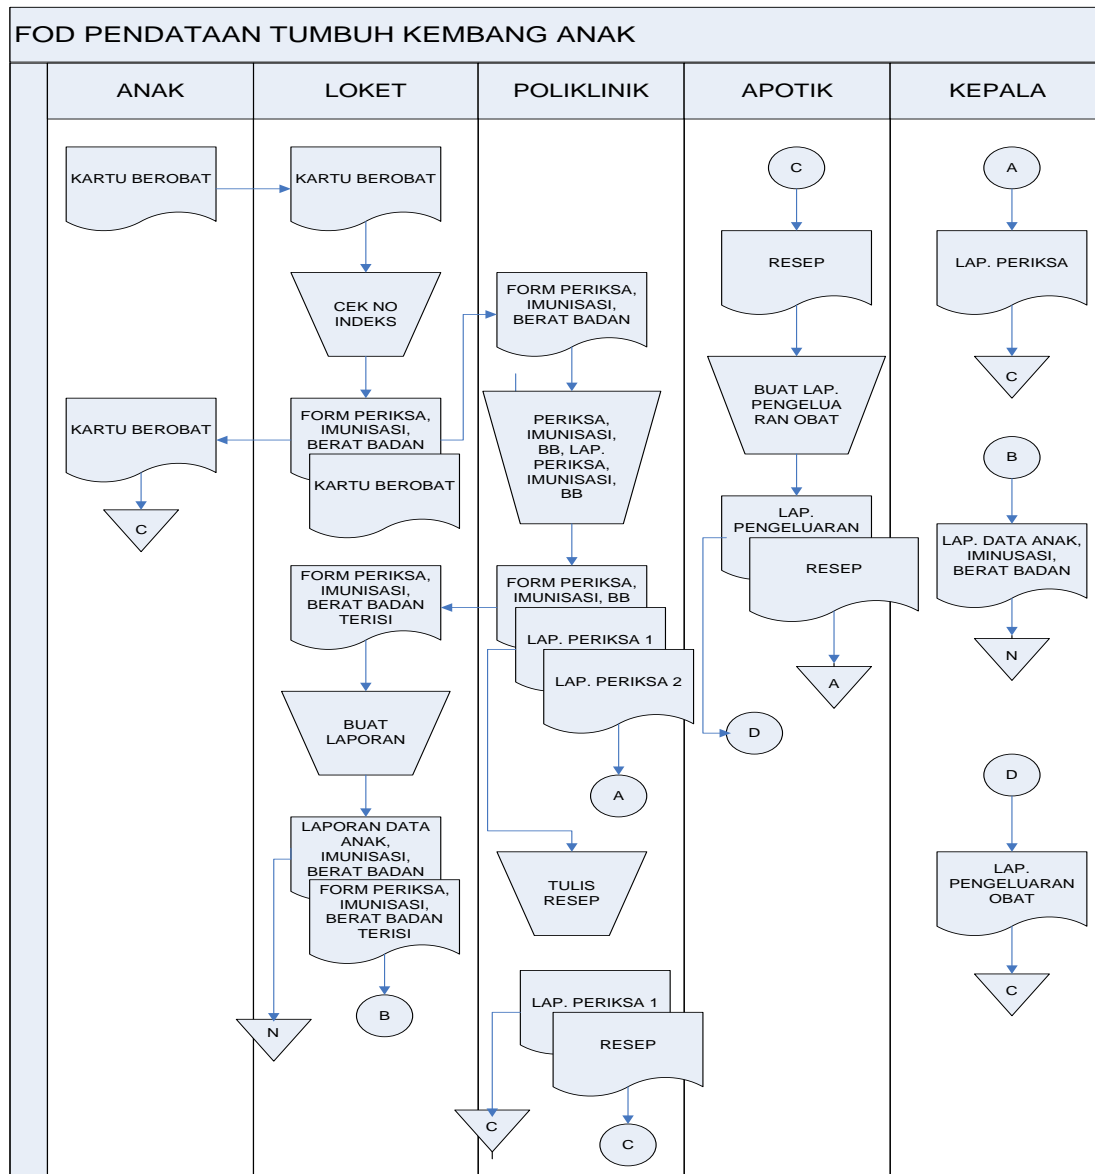 FOD PENDATAAN TUMBUH KEMBANG ANAK
ANAK
LOKET
POLIKLINIK
APOTIK
KEPALA
KARTU BEROBAT
KARTU BEROBAT
AR BEROBAT
CEK NO
INDEKS
FORM PERIKSA,
IMUNISASI,
BERAT BADAN
KARTU BEROBAT
KARTU BEROBAT
C
FORM PERIKSA,
IMUNISASI,
BERAT BADAN
TERISI
BUAT
LAPORAN
LAPORAN DATA
ANAK,
IMUNISASI,
BERAT BADAN
FORM PERIKSA,
IMUNISASI,
BERAT BADAN
TERISI
N
B
FORM PERIKSA,
IMUNISASI,
BERAT BADAN
PERIKSA,
IMUNISASI,
BB, LAP.
PERIKSA,
IMUNISASI,
BB
FORM PERIKSA,
IMUNISASI, BB
LAP. PERIKSA 1
LAP. PERIKSA 2
A
TULIS
RESEP
LAP. PERIKSA 1
RESEP
C
C
C
RESEP
BUAT LAP.
PENGELUA
RAN OBAT
LAP.
PENGELUARAN
RESEP
A
D
A
LAP. PERIKSA
C
B
LAP. DATA ANAK,
IMINUSASI,
BERAT BADAN
N
D
LAP.
PENGELUARAN
OBAT
C